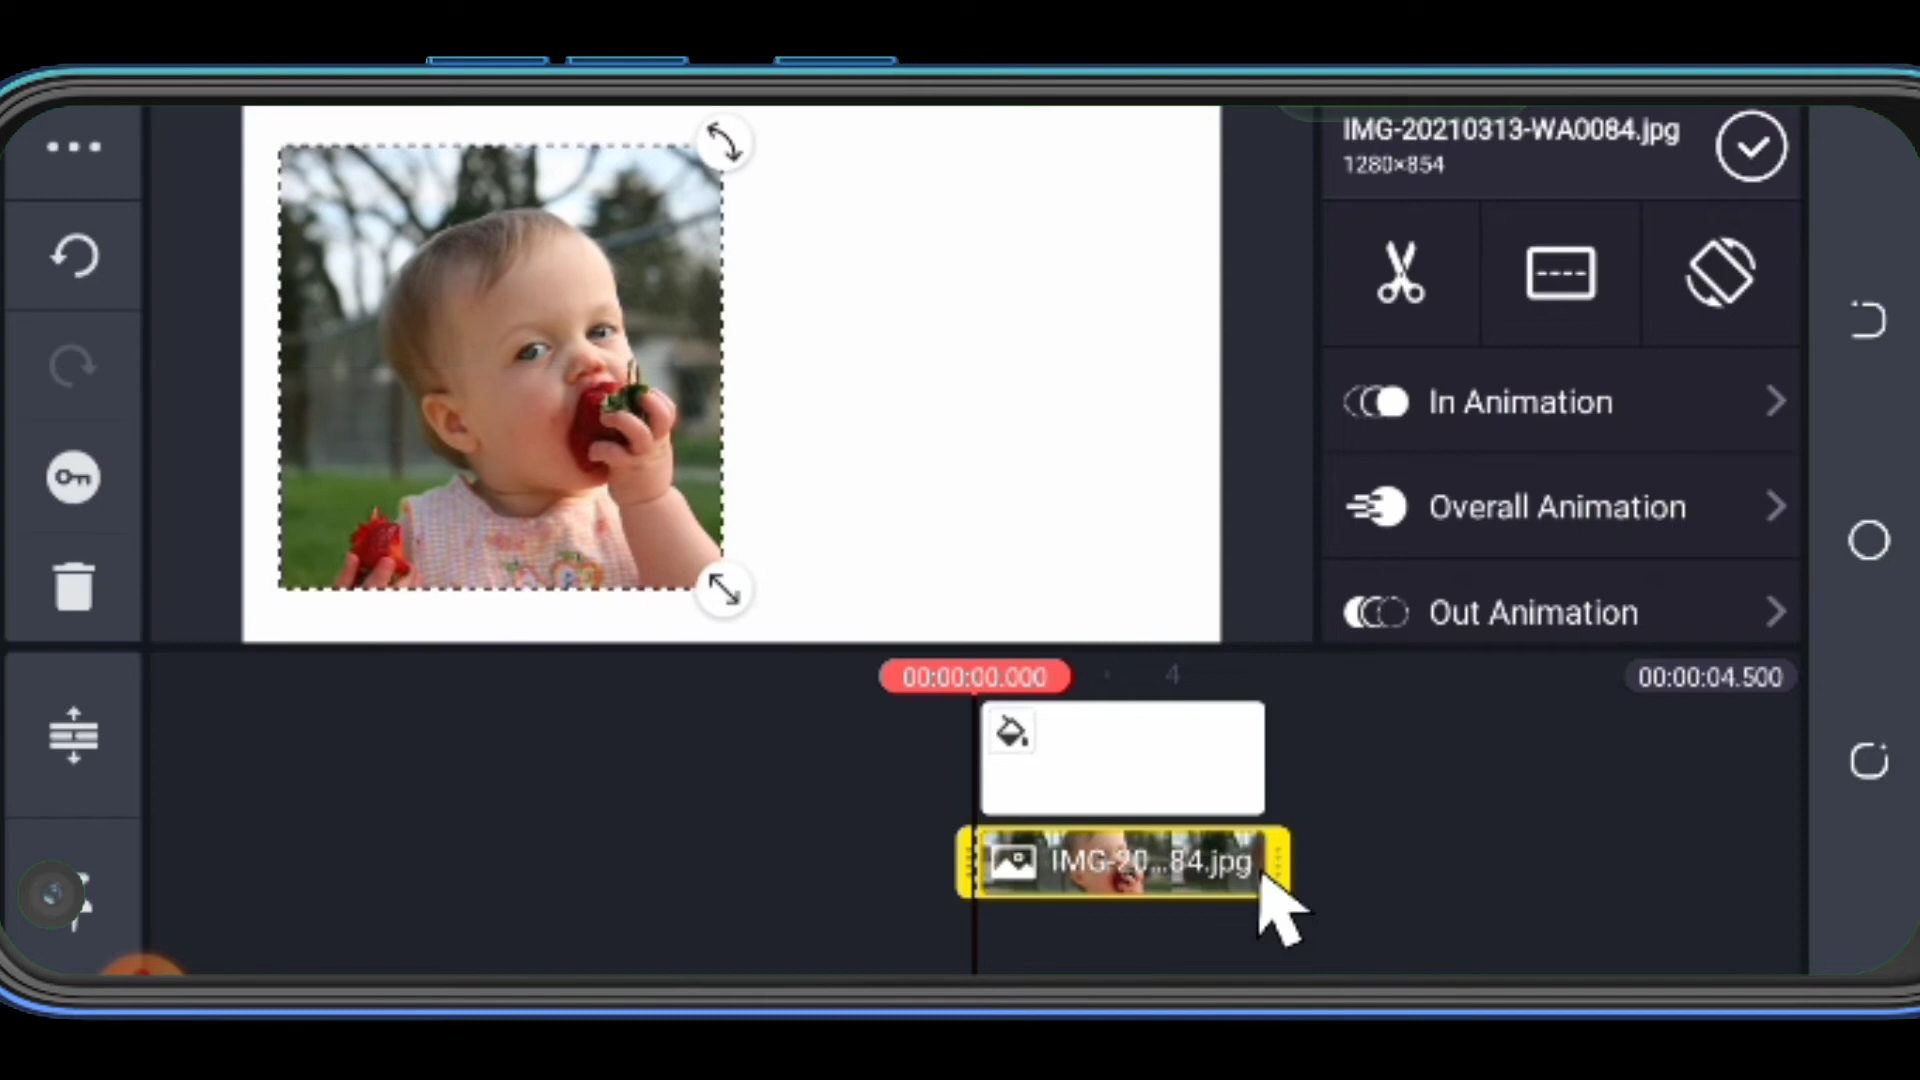 IMG-20210313-WA0084.jpg
1280×854
In Animation
Overall Animation
Out Animation
00:00:00.000
4
00:00:04.500
IMG-20...84.jpg